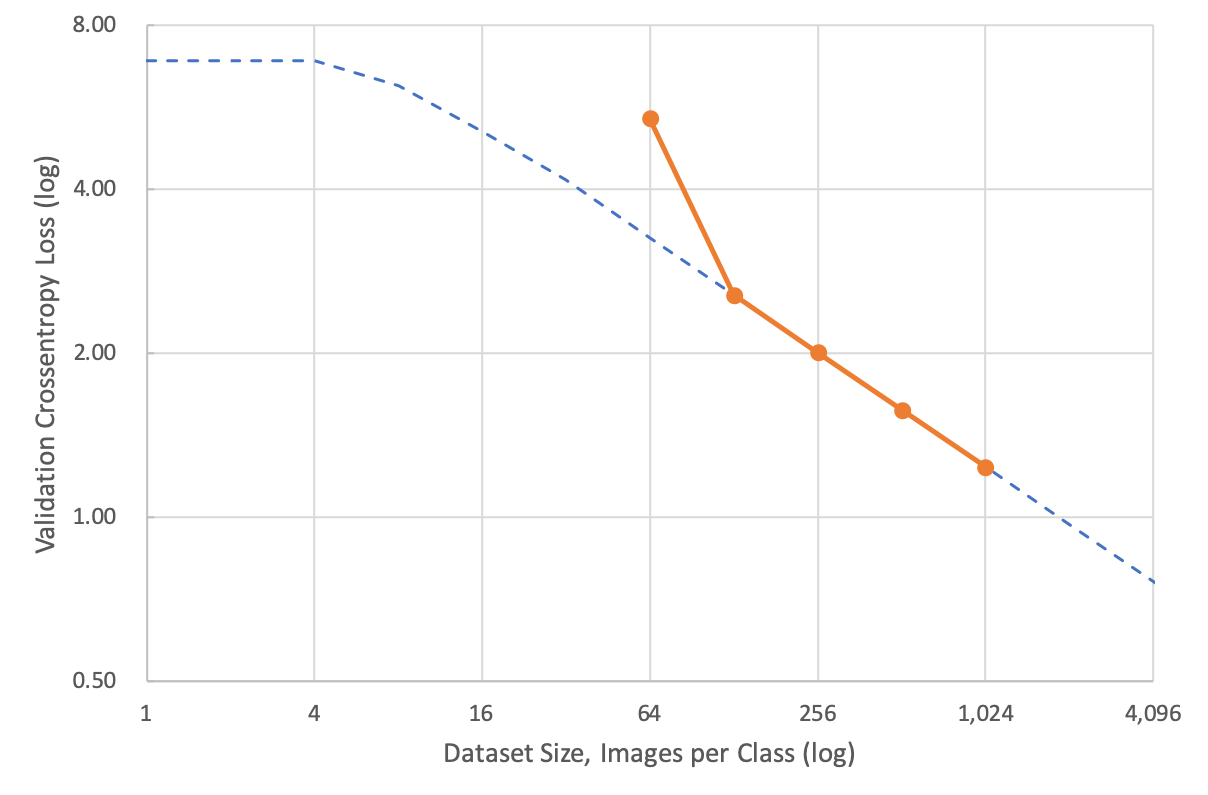 8.00
4.00
2.00
1.00
0.50
Validation Crossentropy Loss (log)
1 4 16 64 256 1,024 4,096
Dataset Size, Images per Class (log)